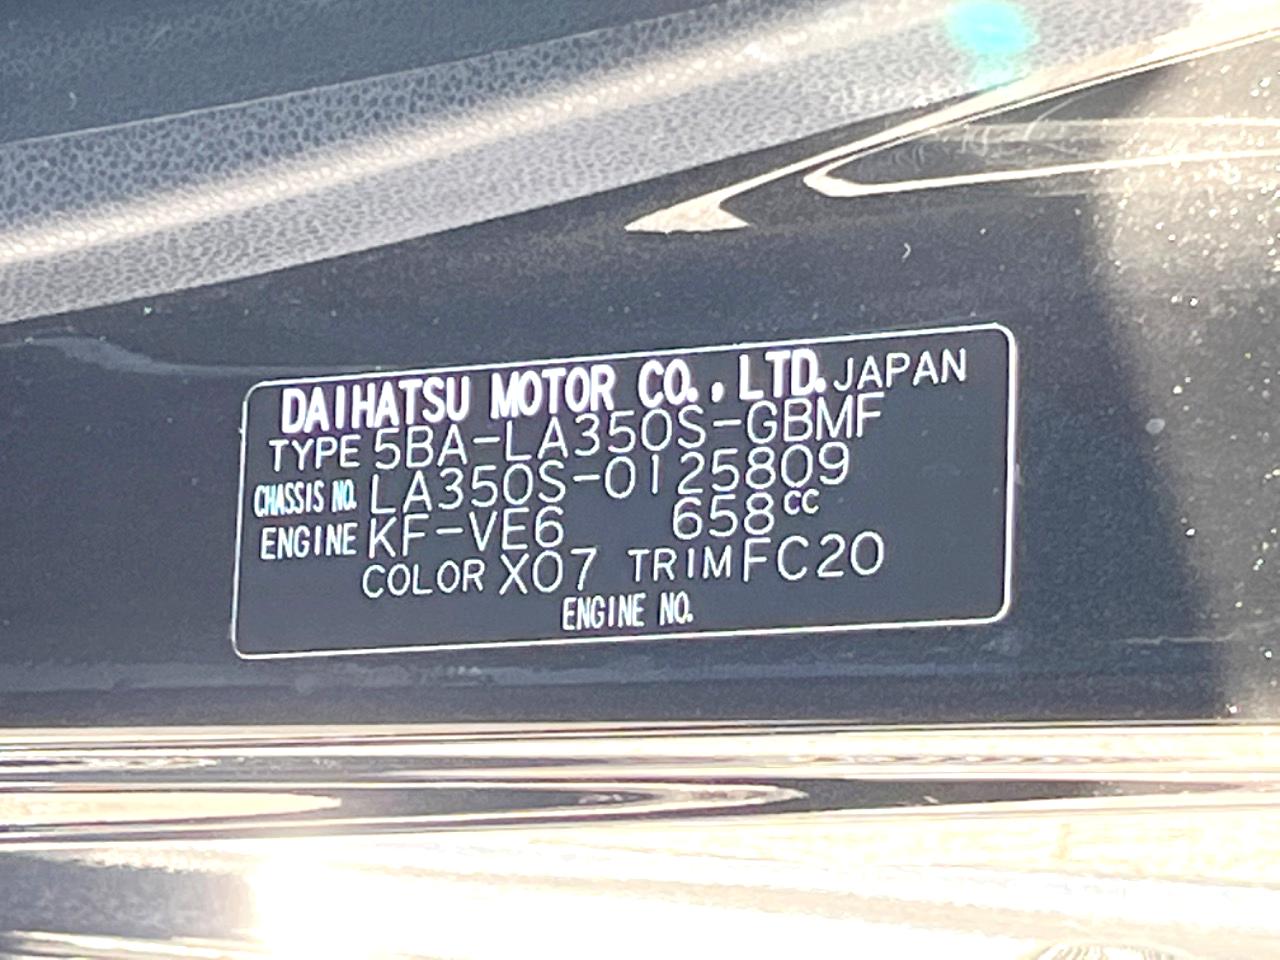 DAIHATSU MOTOR CO., LTD. JAPAN
TYPE 5BA-LA350S-GBMF
CHASSIS NO. LA350S-0125809
ENGINE KF-VE6 658cc
COLOR X07 TRIM FC20
ENGINE NO.